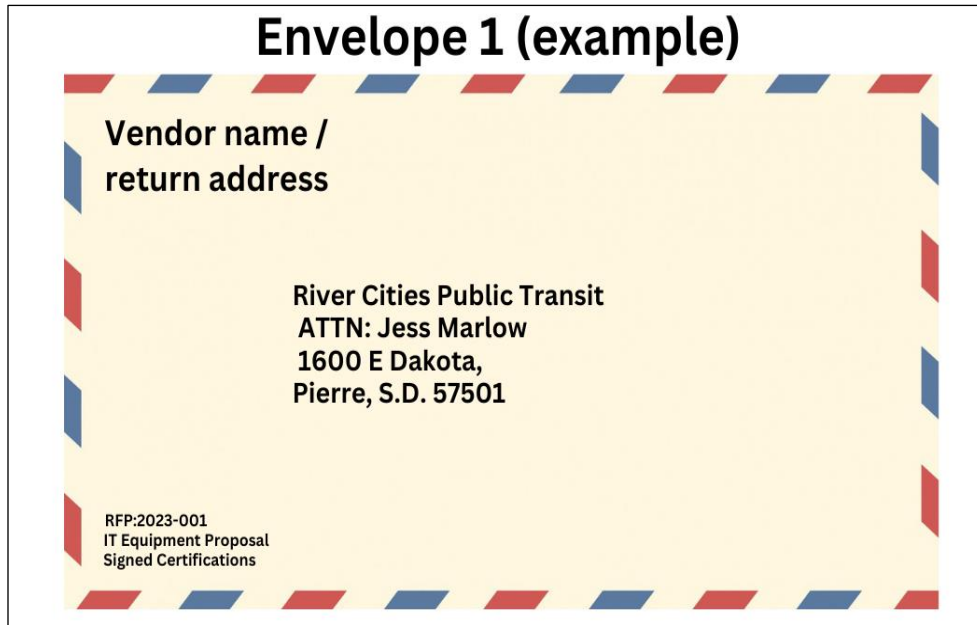 Envelope 1 (example)
Vendor name /
return address
River Cities Public Transit
ATTN: Jess Marlow
1600 E Dakota,
Pierre, S.D. 57501
RFP:2023-001
IT Equipment Proposal
Signed Certifications